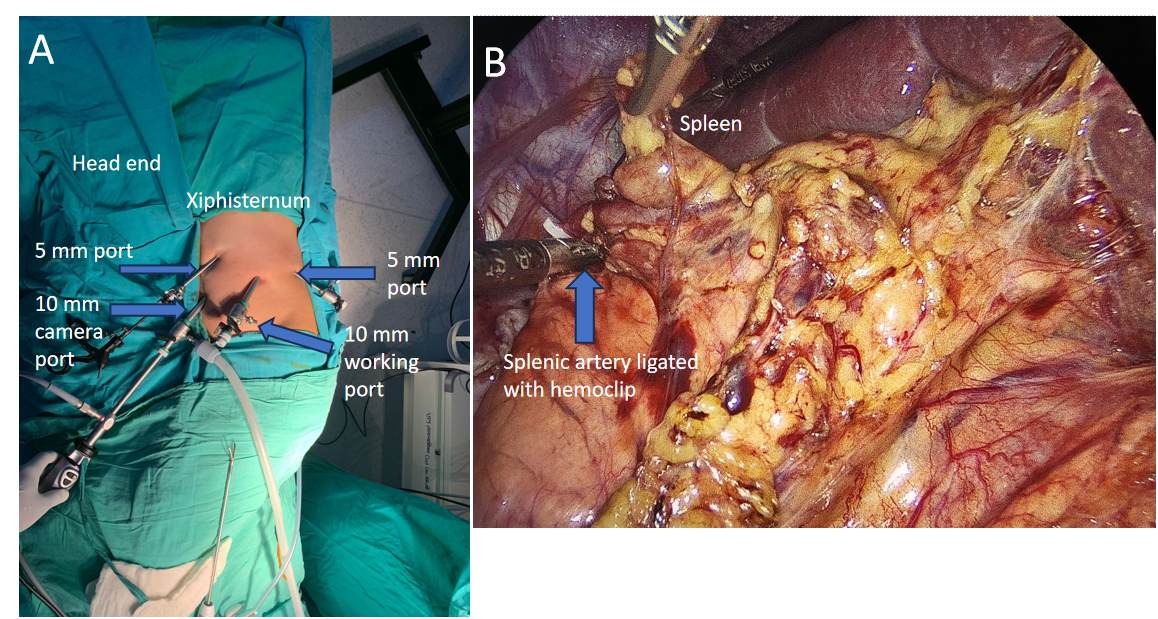 A
Head end
Xiphisternum
5 mm port
10 mm
camera
port
5 mm
port
10 mm
working
port
B
Spleen
Splenic artery ligated
with hemoclip